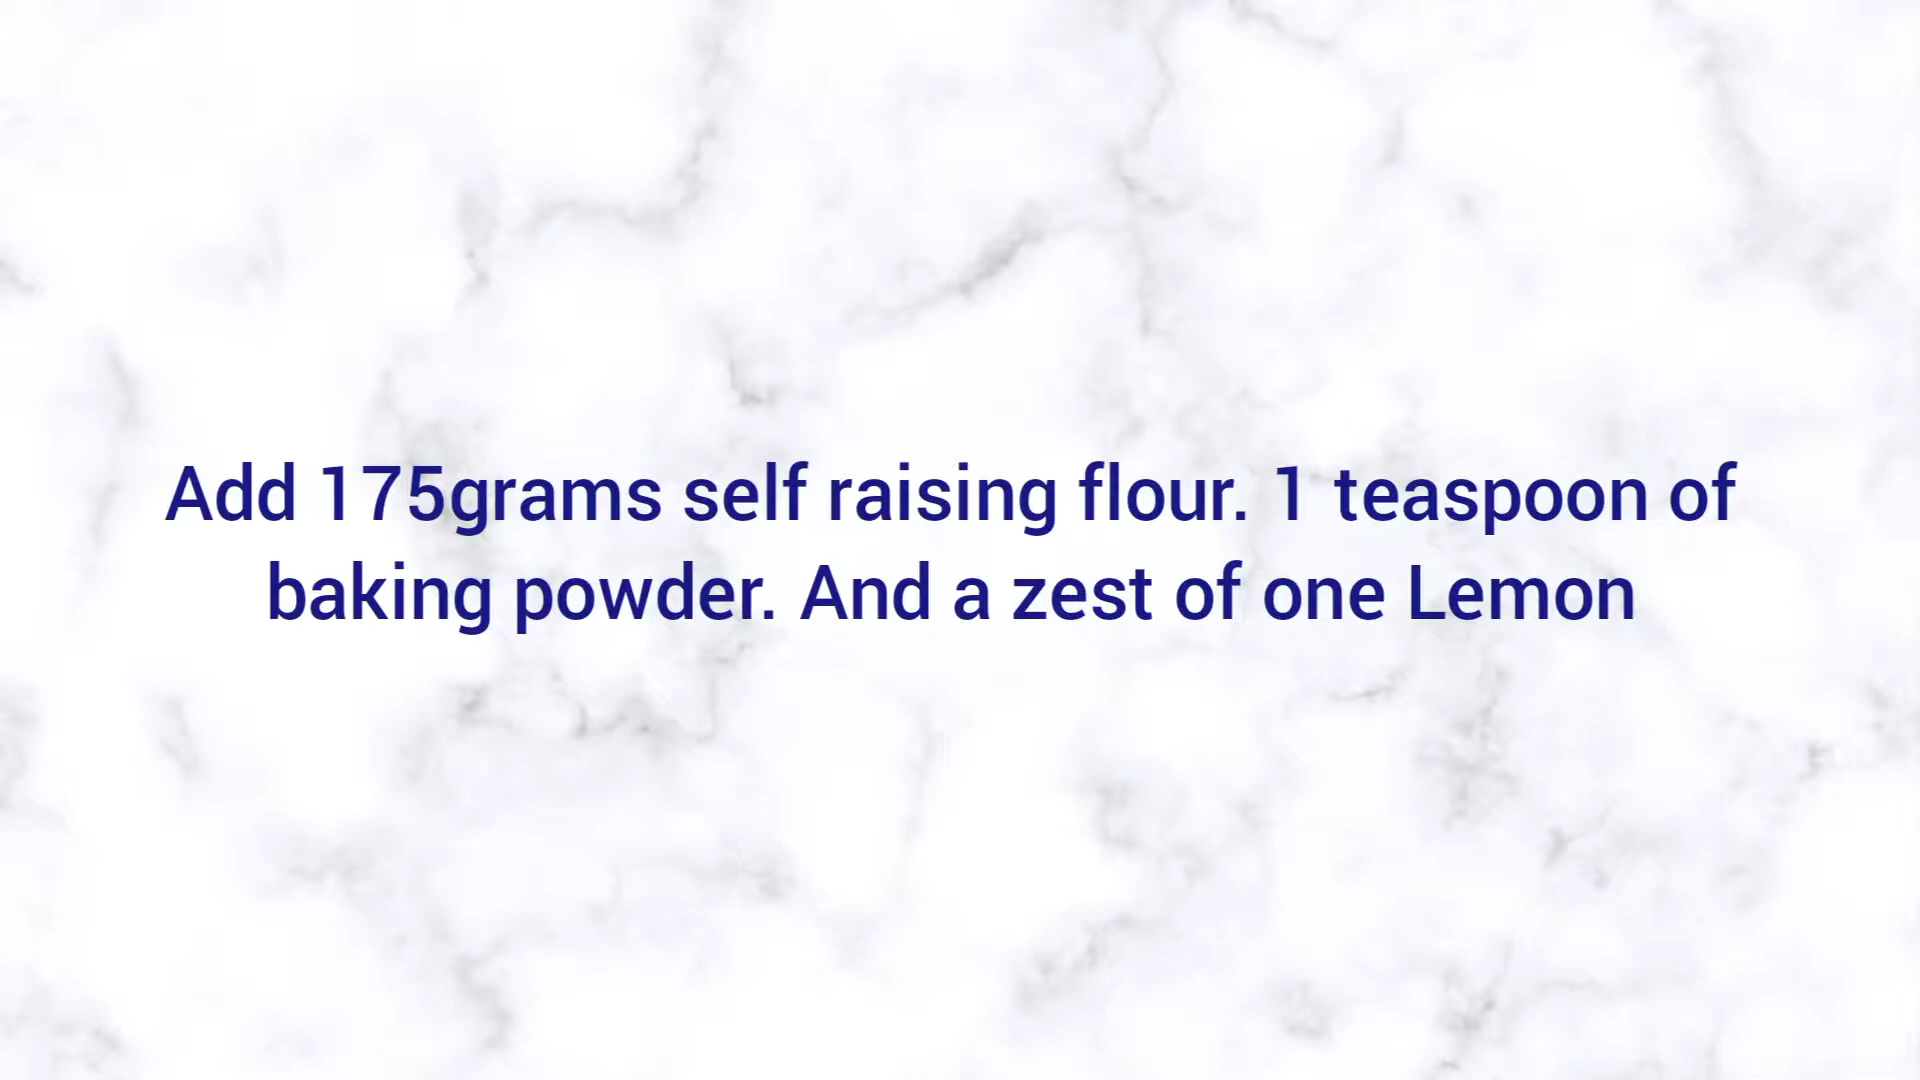 Add 175grams self raising flour. 1 teaspoon of
baking powder. And a zest of one Lemon